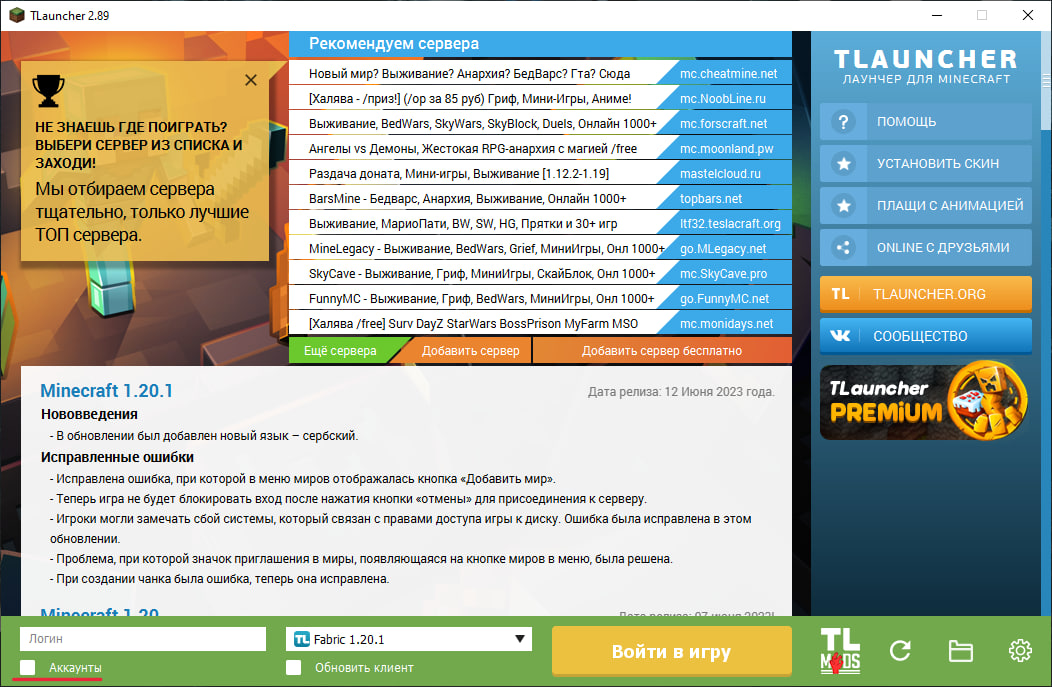 TLauncher 2.89
НЕ ЗНАЕШЬ ГДЕ ПОИГРАТЬ?
ВЫБЕРИ СЕРВЕР ИЗ СПИСКА И
ЗАХОДИ!
Мы отбираем сервера
тщательно, только лучшие
ТОП сервера.
Рекомендуем сервера
Новый мир? Выживание? Анархия? БедВарс? Гта? Сюда mc.cheatmine.net
[Халява - /приз!] (/op за 85 руб) Гриф, Мини-Игры, Аниме! mc.NoobLine.ru
Выживание, BedWars, SkyWars, SkyBlock, Duels, Онлайн 1000+ mc.forscraft.net
Ангелы vs Демоны, Жестокая RPG-анархия с магией /free mc.moonland.pw
Раздача доната, Мини-игры, Выживание [1.12.2-1.19] mastelcloud.ru
BarsMine - Бедварс, Анархия, Выживание, Онлайн 1000+ topbars.net
Выживание, МариоПати, BW, SW, HG, Прятки и 30+ игр ltf32.teslacraft.org
MineLegacy - Выживание, BedWars, Grief, МиниИгры, Онл 1000+ go.MLegacy.net
SkyCave - Выживание, Гриф, МиниИгры, СкайБлок, Онл 1000+ mc.SkyCave.pro
FunnyMC - Выживание, Гриф, BedWars, МиниИгры, Онл 1000+ go.FunnyMC.net
[Халява /free] Surv DayZ StarWars BossPrison MyFarm MSO mc.monidays.net
Ещё сервера Добавить сервер Добавить сервер бесплатно
Minecraft 1.20.1 Дата релиза: 12 Июня 2023 года.
Нововведения
- В обновлении был добавлен новый язык – сербский.
Исправленные ошибки
- Исправлена ошибка, при которой в меню миров отображалась кнопка «Добавить мир».
- Теперь игра не будет блокировать вход после нажатия кнопки «отмены» для присоединения к серверу.
- Игроки могли замечать сбой системы, который связан с правами доступа игры к диску. Ошибка была исправлена в этом
обновлении.
- Проблема, при которой значок приглашения в миры, появляющаяся на кнопке миров в меню, была решена.
- При создании чанка была ошибка, теперь она исправлена.
Minecraft 1.20
TLAUNCHER
ЛАУНЧЕР ДЛЯ MINECRAFT
? ПОМОЩЬ
УСТАНОВИТЬ СКИН
ПЛАЩИ С АНИМАЦИЕЙ
ONLINE С ДРУЗЬЯМИ
TL TLAUNCHER.ORG
СООБЩЕСТВО
TLauncher
PREMIUM
Логин
Аккаунты
TL Fabric 1.20.1
Обновить клиент
Войти в игру
TL
MODS